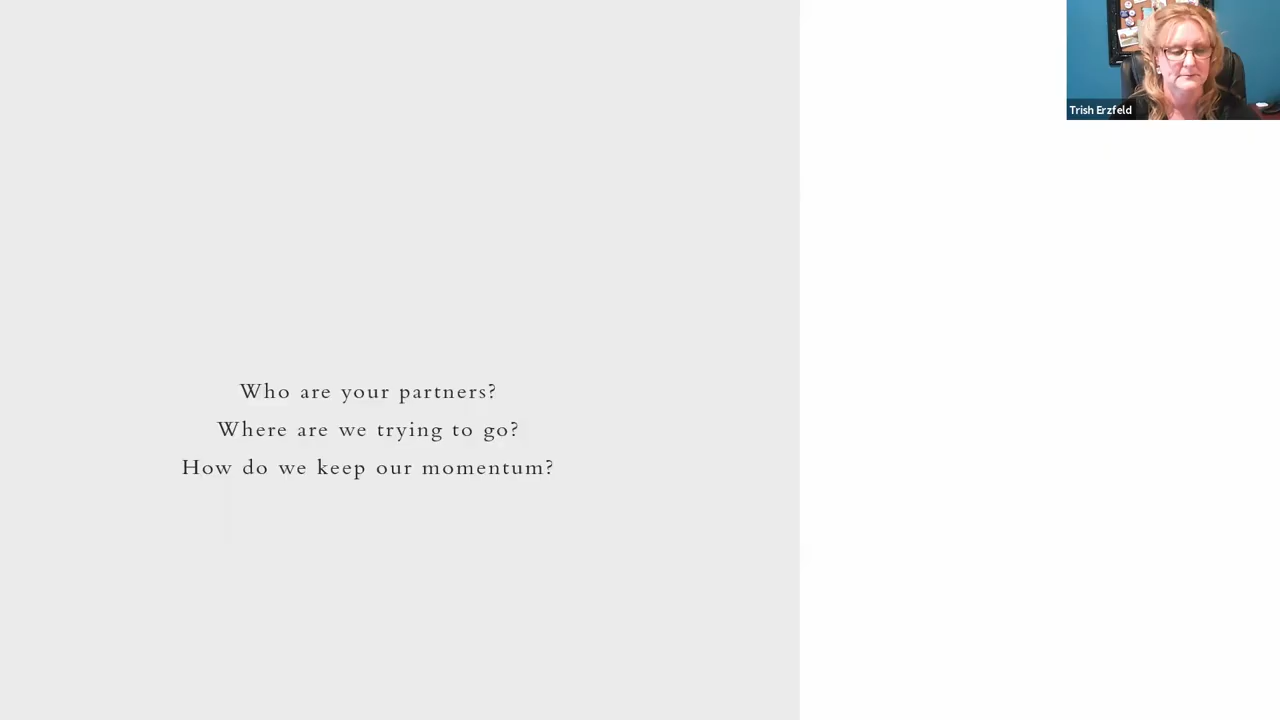 Trish Erzfeld
Who are your partners?
Where are we trying to go?
How do we keep our momentum?